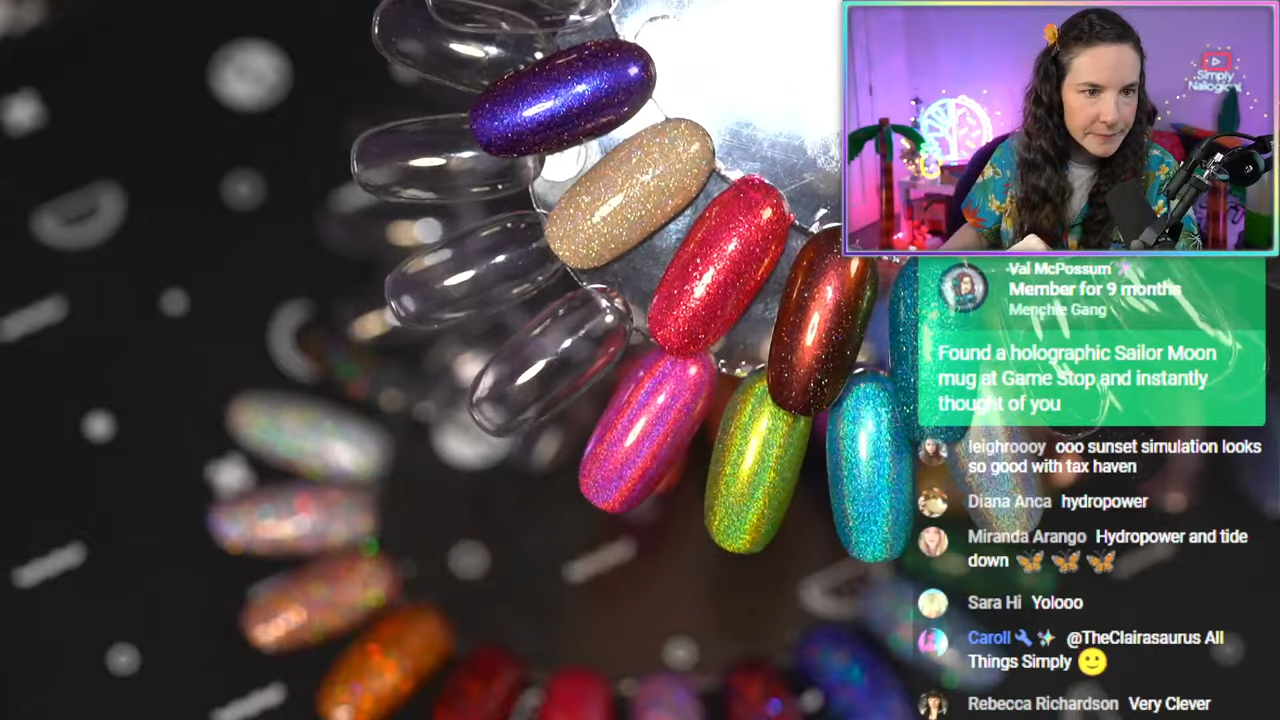 Simply
Nailogical
Val McPossum
Member for 9 months
Menchie Gang
Found a holographic Sailor Moon
mug at Game Stop and instantly
thought of you
leighroooy ooo sunset simulation looks
so good with tax haven
Diana Anca hydropower
Miranda Arango Hydropower and tide
down
Sara Hi Yolooo
Caroll @TheClairasaurus All
Things Simply
Rebecca Richardson Very Clever